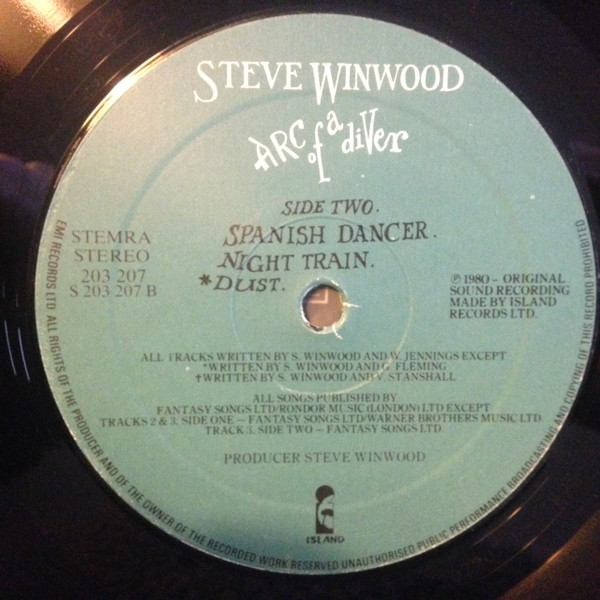 STEVE WINWOOD
ARC of a diVer
SIDE TWO.
SPANISH DANCER.
NIGHT TRAIN.
*DUST.
STEMRA
STEREO
203 207
S 203 207 B
℗ 1980 - ORIGINAL
SOUND RECORDING
MADE BY ISLAND
RECORDS LTD.
ALL TRACKS WRITTEN BY S. WINWOOD AND W. JENNINGS EXCEPT
*WRITTEN BY S. WINWOOD AND G. FLEMING
†WRITTEN BY S. WINWOOD AND V. STANSHALL
ALL SONGS PUBLISHED BY
FANTASY SONGS LTD/RONDOR MUSIC (LONDON) LTD EXCEPT
TRACKS 2 & 3. SIDE ONE – FANTASY SONGS LTD/WARNER BROTHERS MUSIC LTD.
TRACK 3. SIDE TWO – FANTASY SONGS LTD.
PRODUCER STEVE WINWOOD
ISLAND
EMI RECORDS LTD. ALL RIGHTS OF THE PRODUCER AND OF THE OWNER OF THE RECORDED WORK RESERVED UNAUTHORISED PUBLIC PERFORMANCE BROADCASTING AND COPYING OF THIS RECORD PROHIBITED